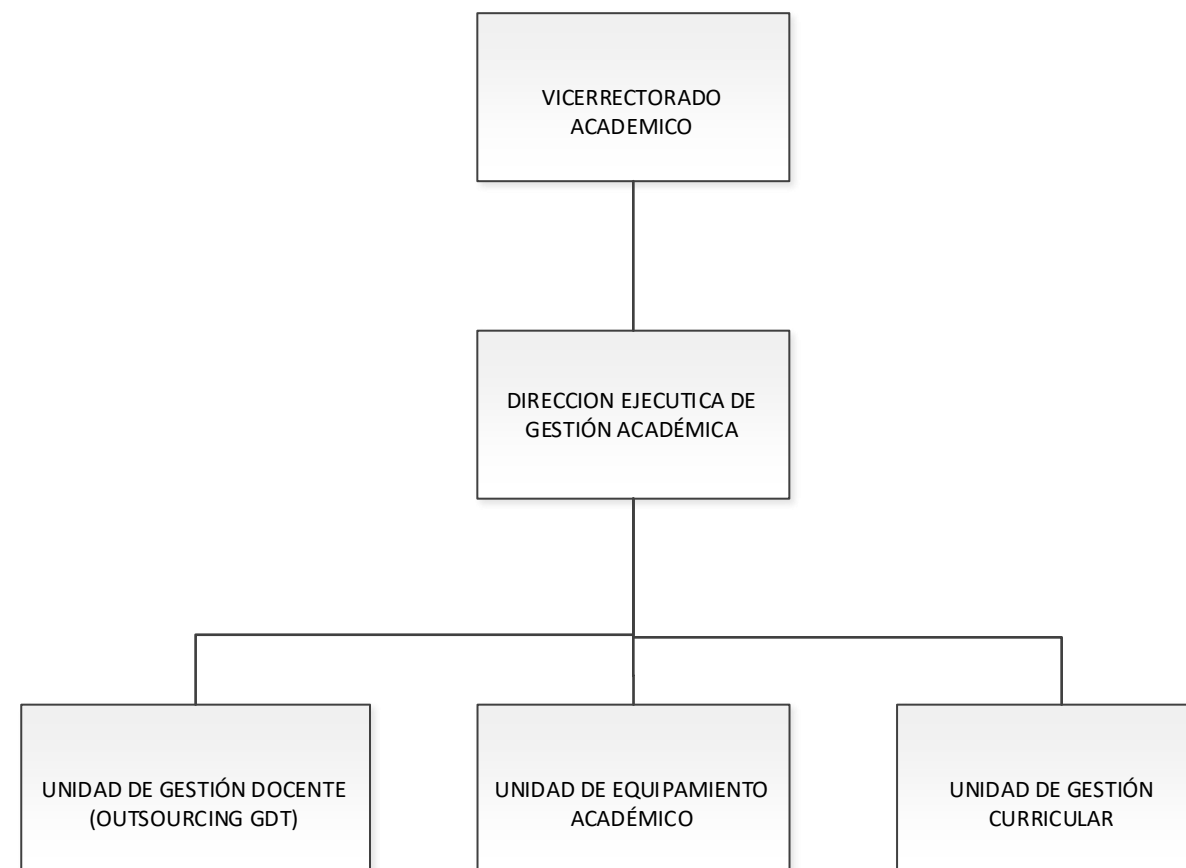 VICERRECTORADO
ACADEMICO
DIRECCION EJECUTICA DE
GESTIÓN ACADÉMICA
UNIDAD DE GESTIÓN DOCENTE
(OUTSOURCING GDT)
UNIDAD DE EQUIPAMIENTO
ACADÉMICO
UNIDAD DE GESTIÓN
CURRICULAR